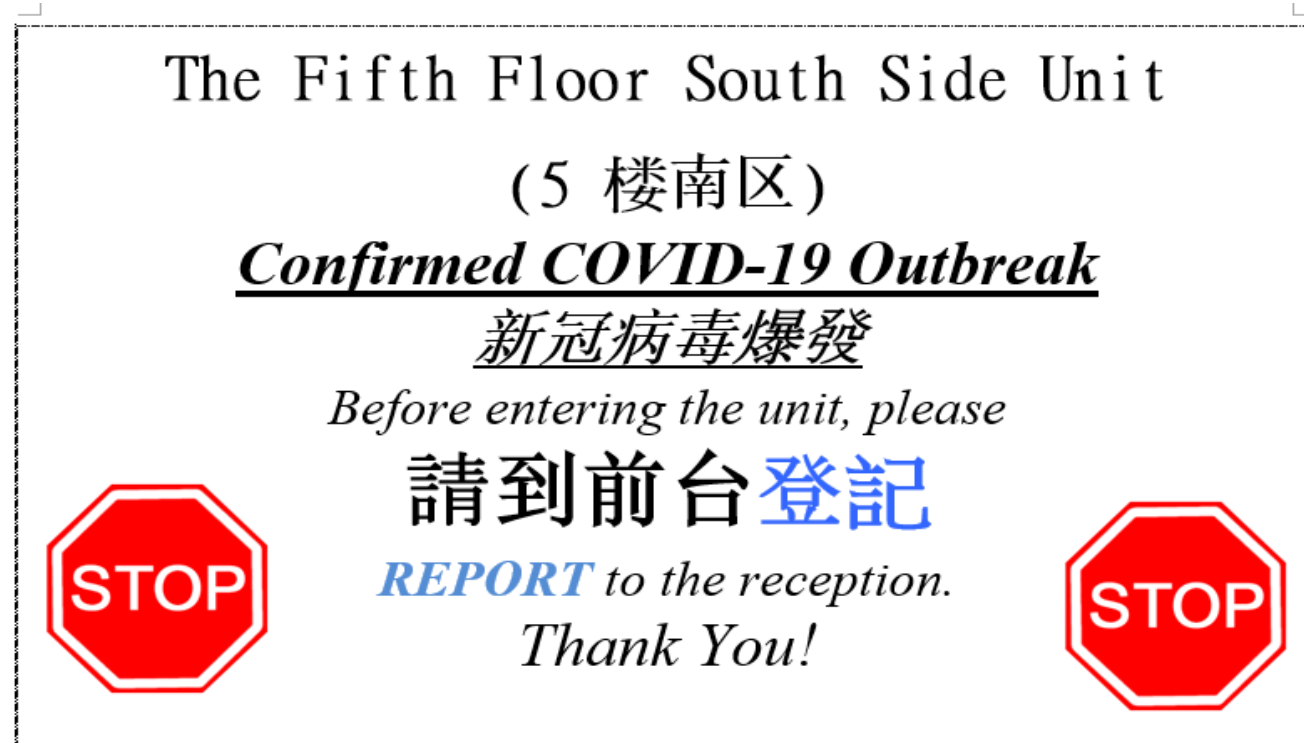 The Fifth Floor South Side Unit
(5 楼南区)
Confirmed COVID-19 Outbreak
新冠病毒爆發
Before entering the unit, please
請到前台登記
REPORT to the reception.
Thank You!
STOP
STOP